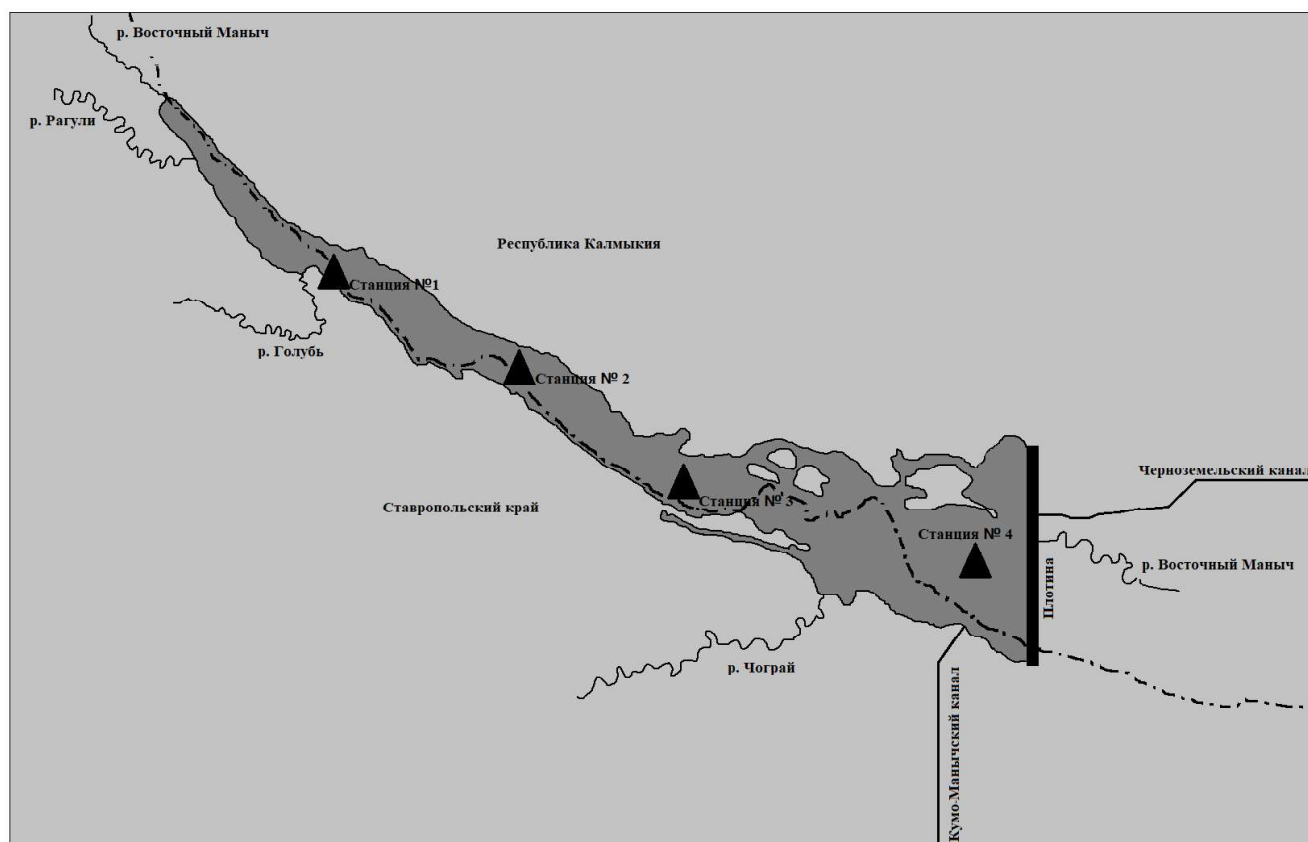 р. Восточный Маныч
р. Рагули
Республика Калмыкия
Станция №1
р. Голубь
Станция № 2
Черноземельский канал
Станция № 3
Ставропольский край
Станция № 4
р. Восточный Маныч
Плотина
р. Чограй
Кумо-Манычский канал